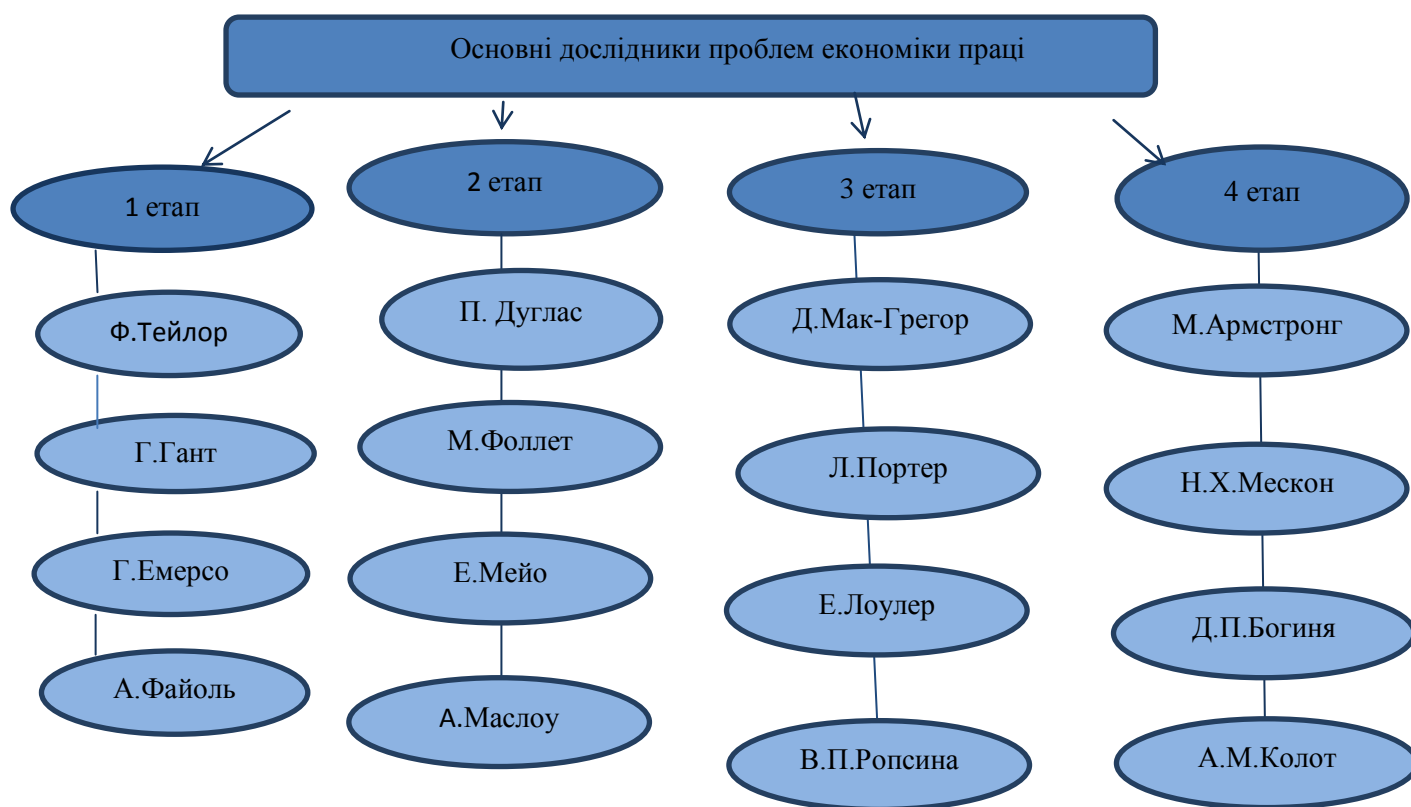 Основні дослідники проблем економіки праці
1 етап
Ф.Тейлор
Г.Гант
Г.Емерсо
А.Файоль
2 етап
П. Дуглас
М.Фоллет
Е.Мейо
А.Маслоу
3 етап
Д.Мак-Грегор
Л.Портер
Е.Лоулер
В.П.Ропсина
4 етап
М.Армстронг
Н.Х.Мескон
Д.П.Богиня
А.М.Колот